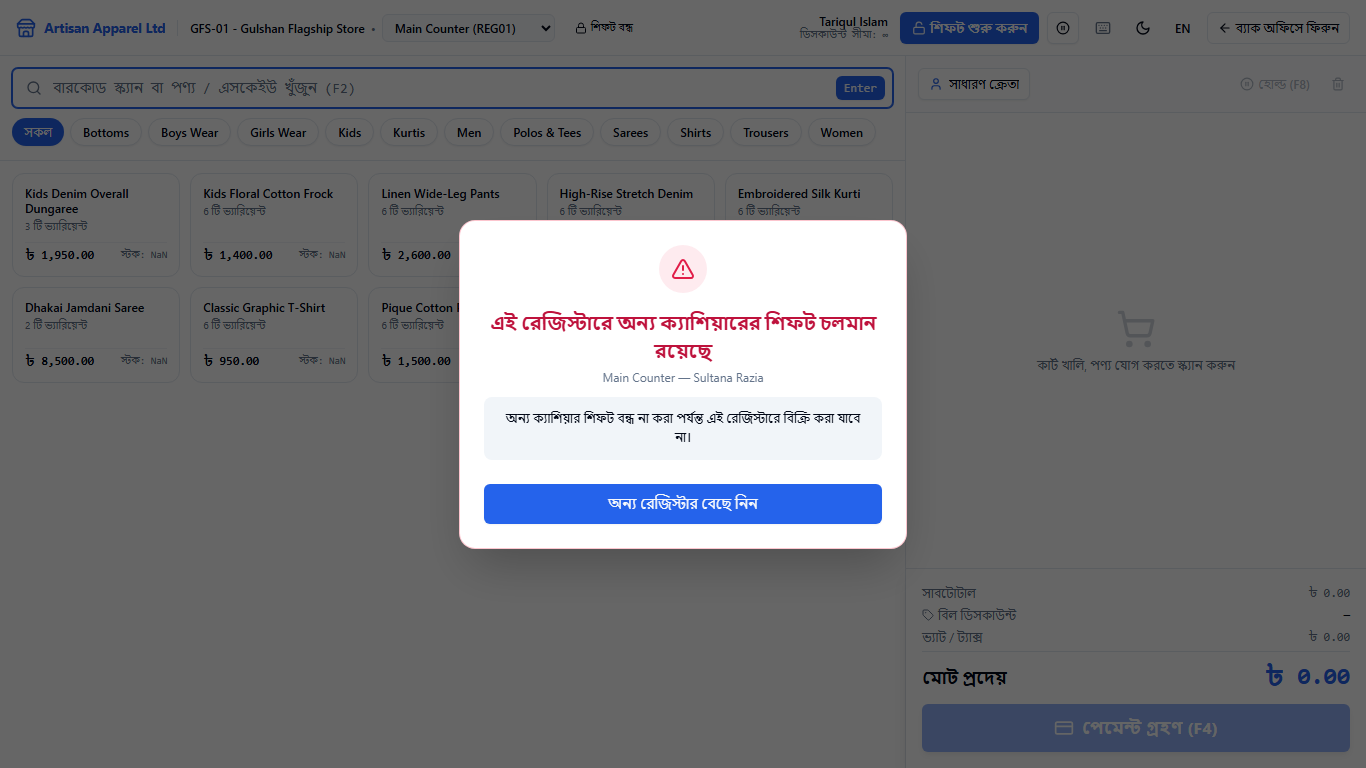 Artisan Apparel Ltd
GFS-01 - Gulshan Flagship Store •
Main Counter (REG01)
শিফট বন্ধ
Tariqul Islam
ডিসকাউন্ট সীমা: ∞
শিফট শুরু করুন
EN
← ব্যাক অফিসে ফিরুন
বারকোড স্ক্যান বা পণ্য / এসকেইউ খুঁজুন (F2)
Enter
সাধারণ ক্রেতা
হোল্ড (F8)
সকল
Bottoms
Boys Wear
Girls Wear
Kids
Kurtis
Men
Polos & Tees
Sarees
Shirts
Trousers
Women
Kids Denim Overall
Dungaree
3 টি ভ্যারিয়েন্ট
৳ 1,950.00
স্টক: NaN
Kids Floral Cotton Frock
6 টি ভ্যারিয়েন্ট
৳ 1,400.00
স্টক: NaN
Linen Wide-Leg Pants
6 টি ভ্যারিয়েন্ট
৳ 2,600.00
High-Rise Stretch Denim
6 টি ভ্যারিয়েন্ট
Embroidered Silk Kurti
6 টি ভ্যারিয়েন্ট
Dhakai Jamdani Saree
2 টি ভ্যারিয়েন্ট
৳ 8,500.00
স্টক: NaN
Classic Graphic T-Shirt
6 টি ভ্যারিয়েন্ট
৳ 950.00
স্টক: NaN
Pique Cotton
6 টি ভ্যারিয়েন্ট
৳ 1,500.00
এই রেজিস্টারে অন্য ক্যাশিয়ারের শিফট চলমান
রয়েছে
Main Counter — Sultana Razia
অন্য ক্যাশিয়ার শিফট বন্ধ না করা পর্যন্ত এই রেজিস্টারে বিক্রি করা যাবে
না।
অন্য রেজিস্টার বেছে নিন
কার্ট খালি, পণ্য যোগ করতে স্ক্যান করুন
সাবটোটাল
৳ 0.00
বিল ডিসকাউন্ট
—
ভ্যাট / ট্যাক্স
৳ 0.00
মোট প্রদেয়
৳ 0.00
পেমেন্ট গ্রহণ (F4)